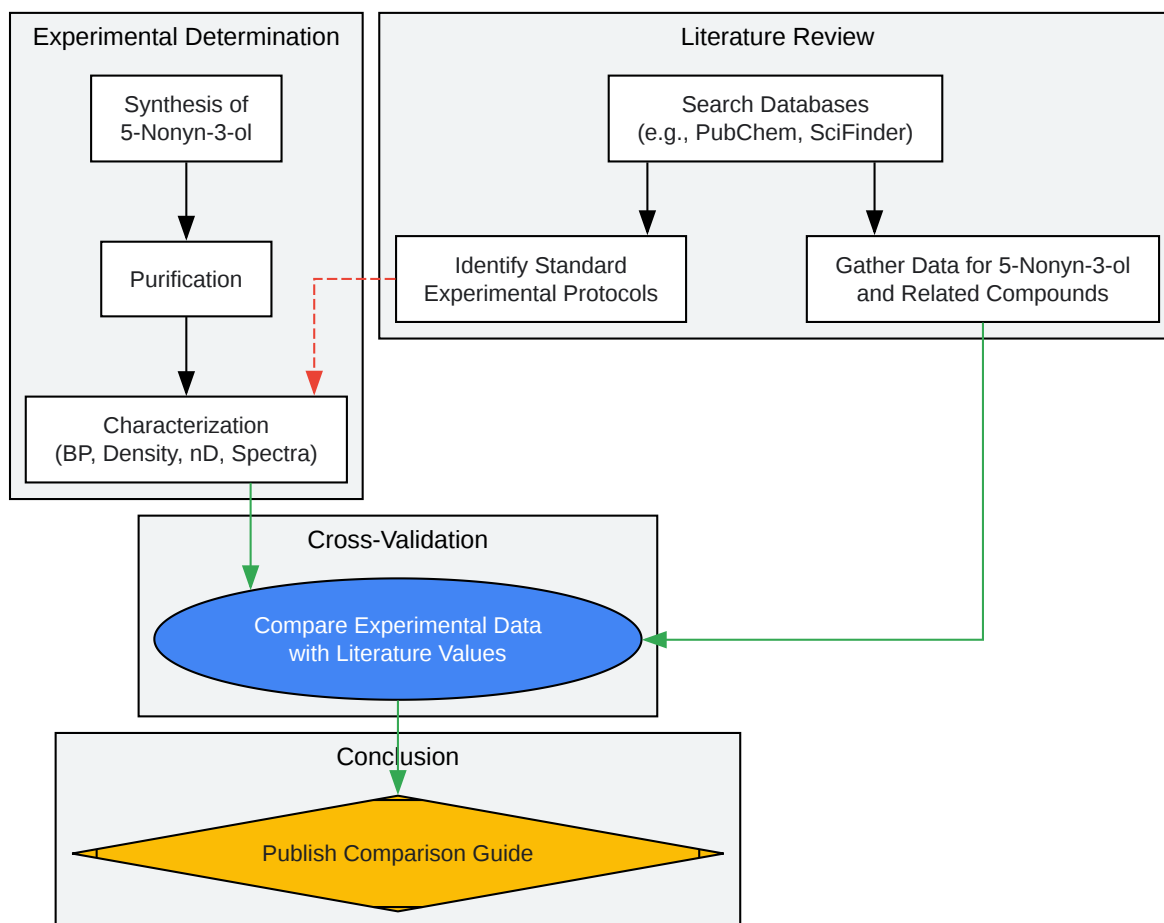 Experimental Determination
Synthesis of
5-Nonyn-3-ol
Purification
Characterization
(BP, Density, nD, Spectra)
Literature Review
Search Databases
(e.g., PubChem, SciFinder)
Identify Standard
Experimental Protocols
Gather Data for 5-Nonyn-3-ol
and Related Compounds
Cross-Validation
Compare Experimental Data
with Literature Values
Conclusion
Publish Comparison Guide